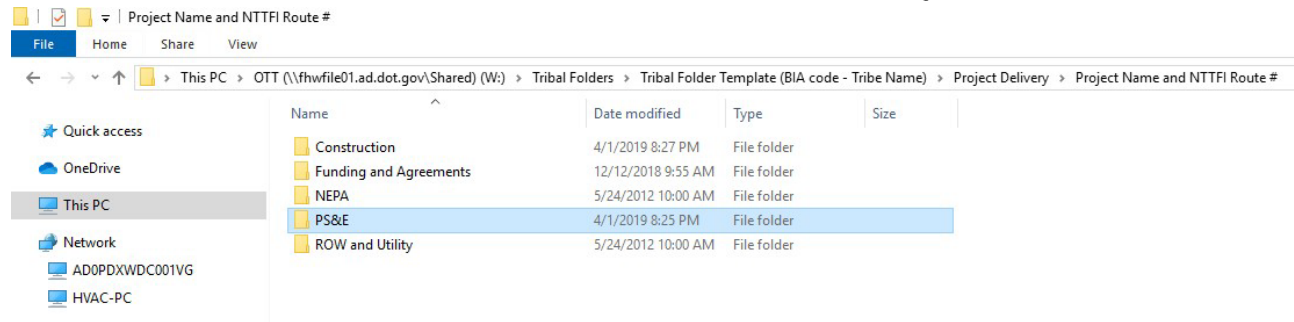 Project Name and NTTFI Route #
File Home Share View
This PC > OTT (\\fhwfile01.ad.dot.gov\Shared) (W:) > Tribal Folders > Tribal Folder Template (BIA code - Tribe Name) > Project Delivery > Project Name and NTTFI Route #
Name Date modified Type Size
Quick access
OneDrive
This PC
Network
AD0PDXWDC001VG
HVAC-PC
Construction 4/1/2019 8:27 PM File folder
Funding and Agreements 12/12/2018 9:55 AM File folder
NEPA 5/24/2012 10:00 AM File folder
PS&E 4/1/2019 8:25 PM File folder
ROW and Utility 5/24/2012 10:00 AM File folder